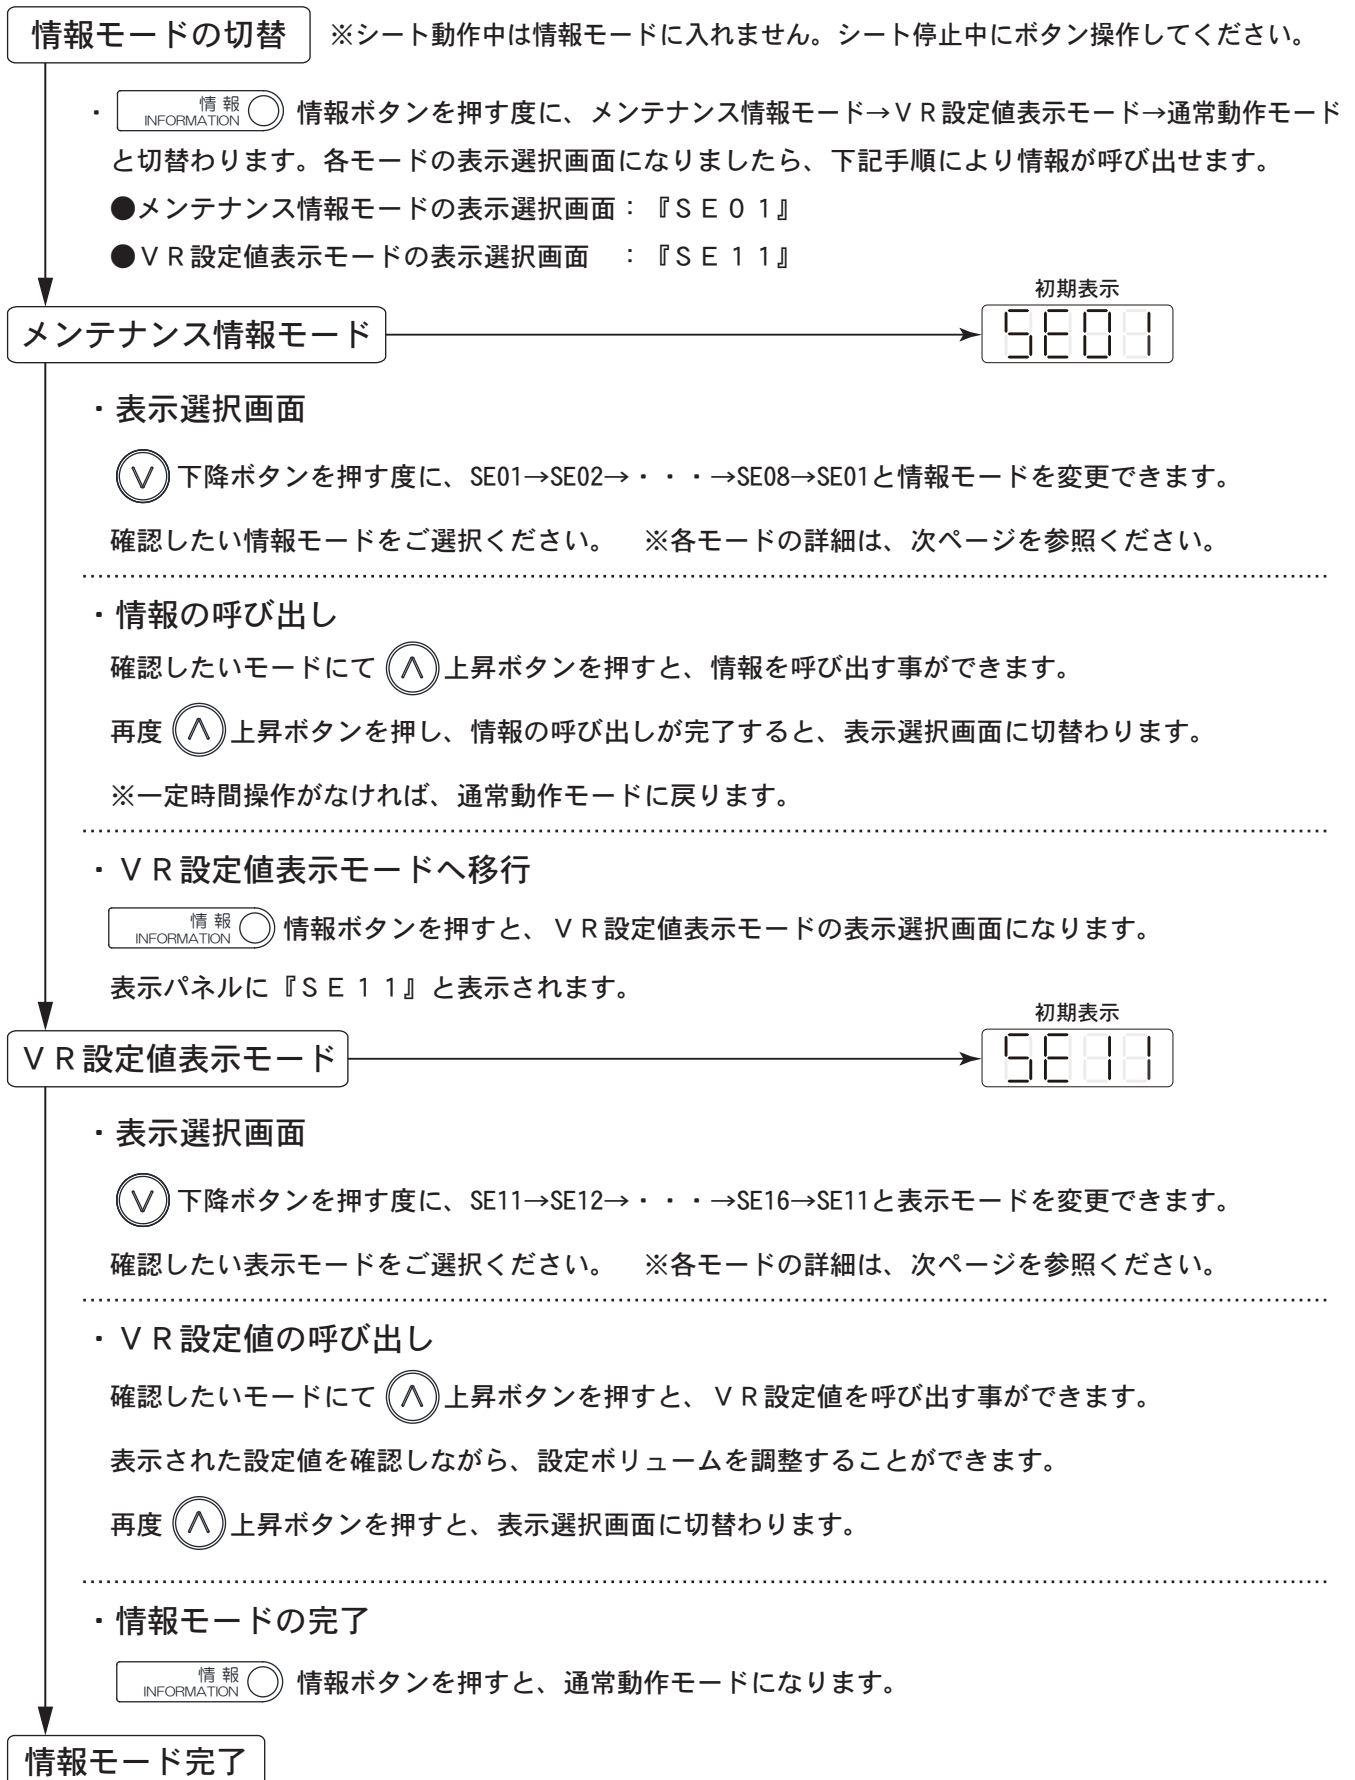 情報モードの切替 ※シート動作中は情報モードに入れません。シート停止中にボタン操作してください。
・ 情報 INFORMATION 情報ボタンを押す度に、メンテナンス情報モード→ＶＲ設定値表示モード→通常動作モード
と切替わります。各モードの表示選択画面になりましたら、下記手順により情報が呼び出せます。
●メンテナンス情報モードの表示選択画面：『ＳＥ０１』
●ＶＲ設定値表示モードの表示選択画面　：『ＳＥ１１』
初期表示
メンテナンス情報モード SE01
・表示選択画面
下降ボタンを押す度に、SE01→SE02→・・・→SE08→SE01と情報モードを変更できます。
確認したい情報モードをご選択ください。　※各モードの詳細は、次ページを参照ください。
・情報の呼び出し
確認したいモードにて 上昇ボタンを押すと、情報を呼び出す事ができます。
再度 上昇ボタンを押し、情報の呼び出しが完了すると、表示選択画面に切替わります。
※一定時間操作がなければ、通常動作モードに戻ります。
・ＶＲ設定値表示モードへ移行
情報 INFORMATION 情報ボタンを押すと、ＶＲ設定値表示モードの表示選択画面になります。
表示パネルに『ＳＥ１１』と表示されます。
初期表示
ＶＲ設定値表示モード SE11
・表示選択画面
下降ボタンを押す度に、SE11→SE12→・・・→SE16→SE11と表示モードを変更できます。
確認したい表示モードをご選択ください。　※各モードの詳細は、次ページを参照ください。
・ＶＲ設定値の呼び出し
確認したいモードにて 上昇ボタンを押すと、ＶＲ設定値を呼び出す事ができます。
表示された設定値を確認しながら、設定ボリュームを調整することができます。
再度 上昇ボタンを押すと、表示選択画面に切替わります。
・情報モードの完了
情報 INFORMATION 情報ボタンを押すと、通常動作モードになります。
情報モード完了